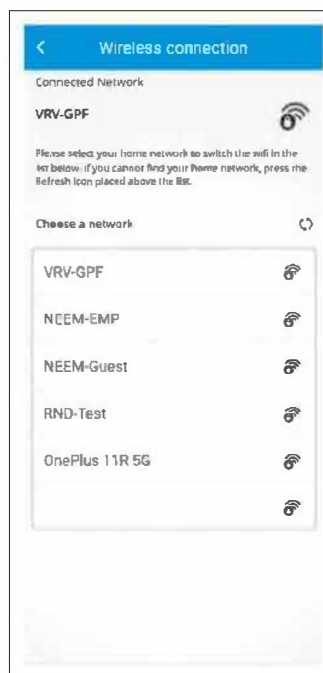 Wireless connection
Connected Network
VRV-GPF
Please select your home network to switch the wifi in the
list below. if you cannot find your home network, press the
Refresh icon placed above the list.
Choose a network
VRV-GPF
NEEM-EMP
NEEM-Guest
RND-Test
OnePlus 11R 5G